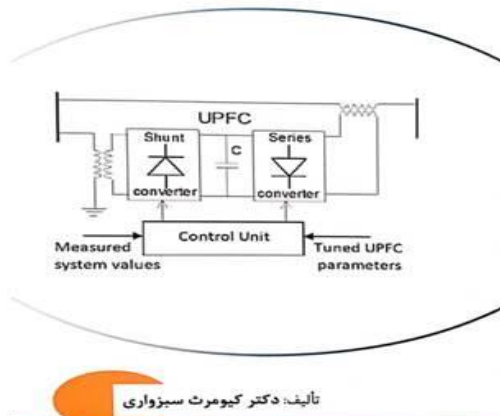 UPFC
Shunt
converter
C
Series
converter
Control Unit
Measured
system values
Tuned UPFC
parameters
تألیف: دکتر کیومرث سبزواری